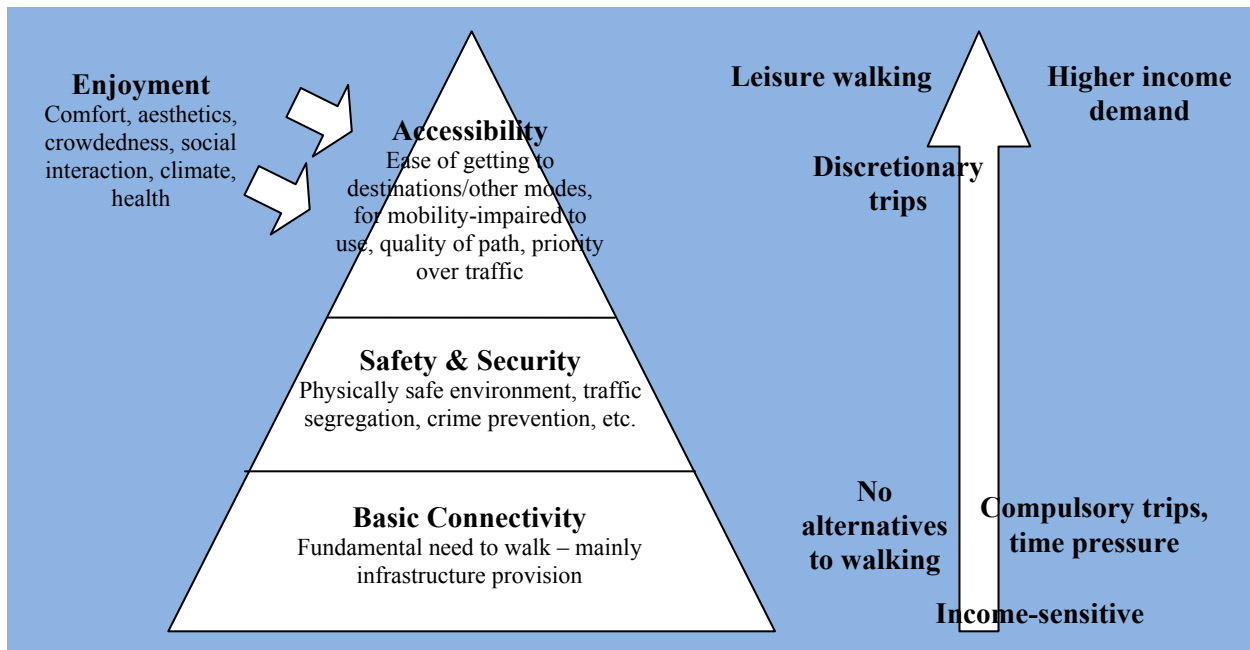 Enjoyment
Comfort, aesthetics,
crowdedness, social
interaction, climate,
health
Accessibility
Ease of getting to
destinations/other modes,
for mobility-impaired to
use, quality of path, priority
over traffic
Safety & Security
Physically safe environment, traffic
segregation, crime prevention, etc.
Basic Connectivity
Fundamental need to walk – mainly
infrastructure provision
Leisure walking
Higher income
demand
Discretionary
trips
No
alternatives
to walking
Compulsory trips,
time pressure
Income-sensitive